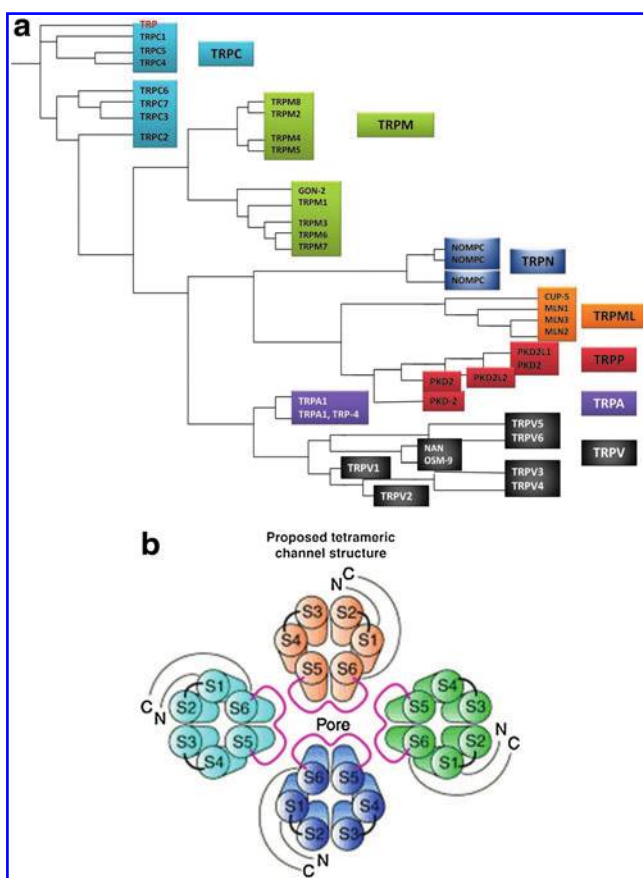 a
TRP
TRPC1
TRPC5
TRPC4
TRPC
TRPC6
TRPC7
TRPC3
TRPC2
TRPM8
TRPM2
TRPM4
TRPM5
TRPM
GON-2
TRPM1
TRPM3
TRPM6
TRPM7
NOMPC
NOMPC
NOMPC
TRPN
CUP-5
MLN1
MLN3
MLN2
TRPML
PKD2L1
PKD2
PKD2L2
PKD2
PKD-2
TRPP
TRPA1
TRPA1, TRP-4
TRPA
TRPV5
TRPV6
NAN
OSM-9
TRPV1
TRPV3
TRPV4
TRPV2
TRPV
b
Proposed tetrameric
channel structure
N C
S3 S2
S4 S1
S5 S6
C N
S1 S6
S2
S3 S5
S4
Pore
S5 S4
S3
S6 S2
S1
N C
S6 S5
S1 S4
S2 S3
C N